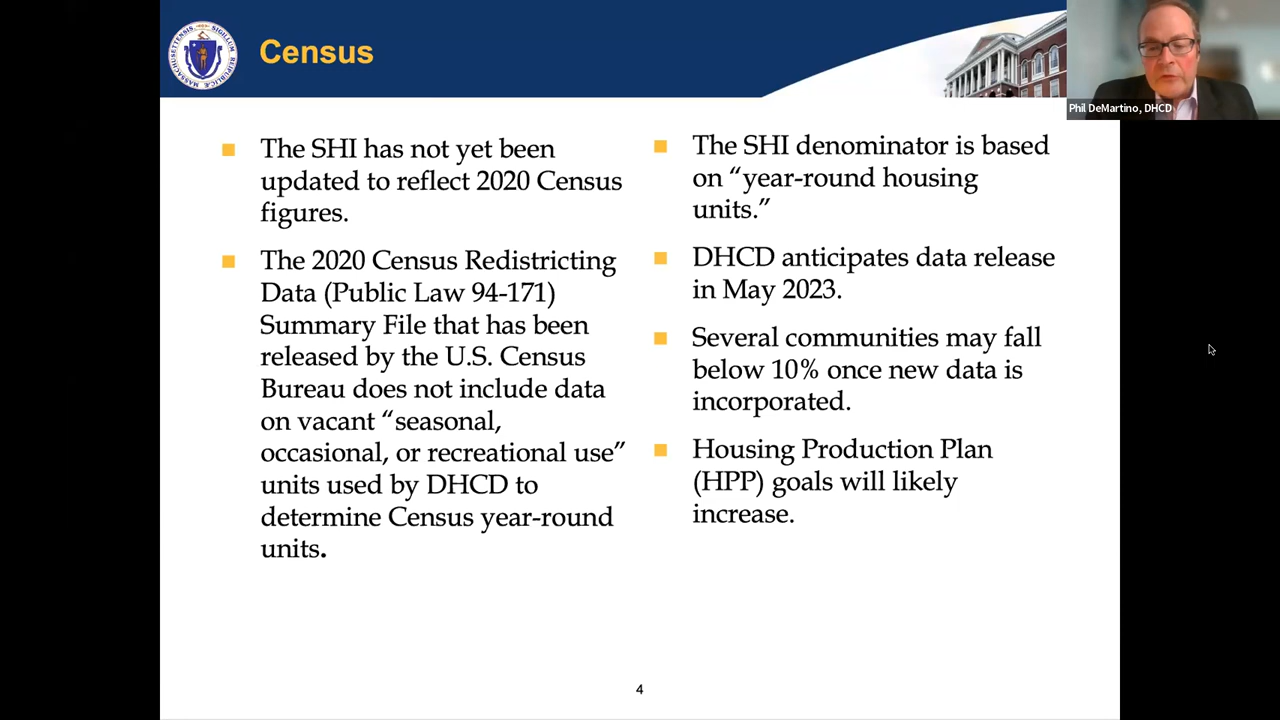 Census
The SHI has not yet been
updated to reflect 2020 Census
figures.
The 2020 Census Redistricting
Data (Public Law 94-171)
Summary File that has been
released by the U.S. Census
Bureau does not include data
on vacant “seasonal,
occasional, or recreational use”
units used by DHCD to
determine Census year-round
units.
The SHI denominator is based
on “year-round housing
units.”
DHCD anticipates data release
in May 2023.
Several communities may fall
below 10% once new data is
incorporated.
Housing Production Plan
(HPP) goals will likely
increase.
4
Phil DeMartino, DHCD